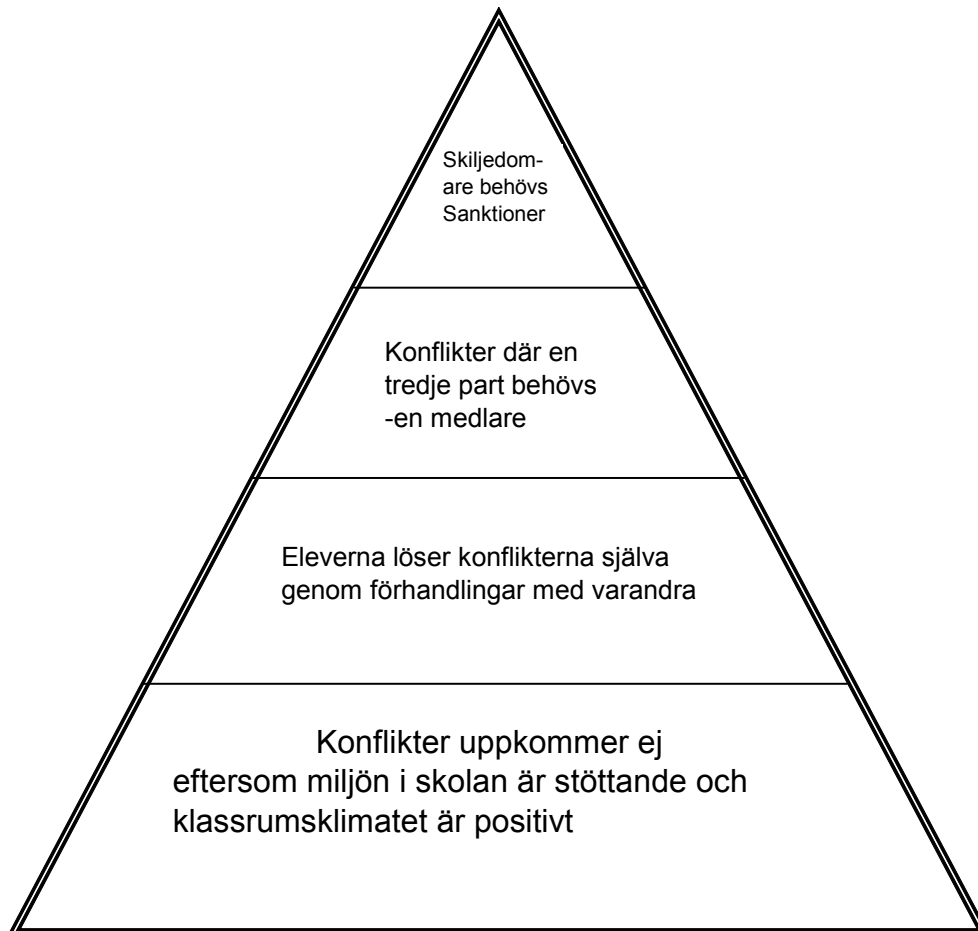 Skiljedom-
are behövs
Sanktioner
Konflikter där en
tredje part behövs
-en medlare
Eleverna löser konflikterna själva
genom förhandlingar med varandra
Konflikter uppkommer ej
eftersom miljön i skolan är stöttande och
klassrumsklimatet är positivt